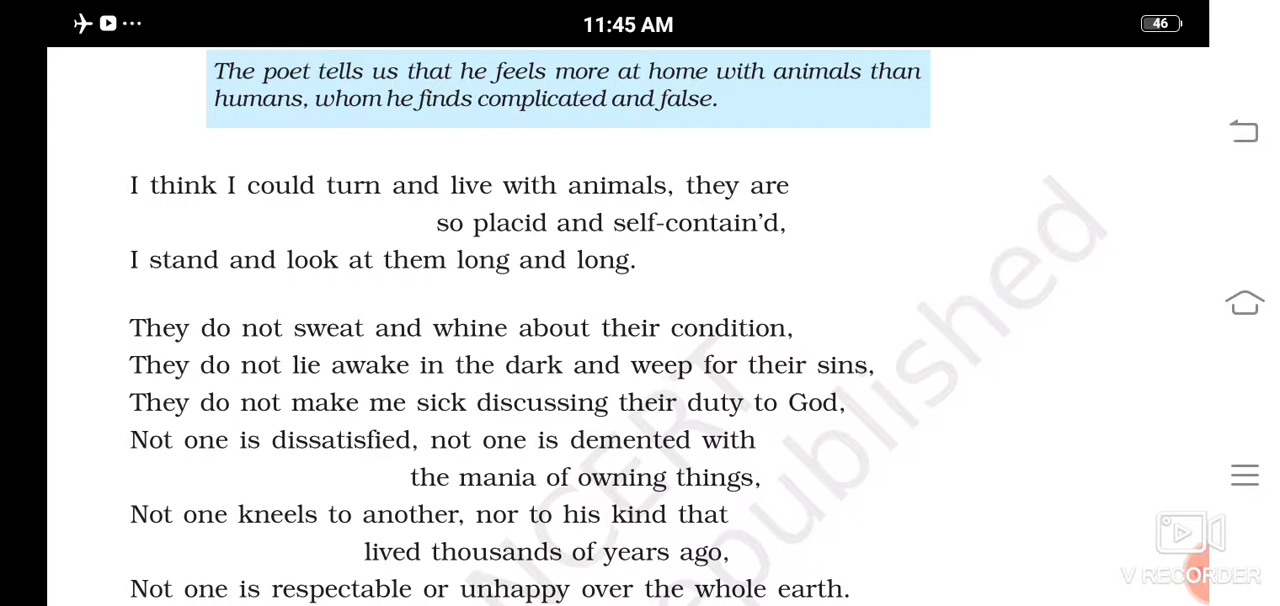 11:45 AM
46
The poet tells us that he feels more at home with animals than
humans, whom he finds complicated and false.
I think I could turn and live with animals, they are
so placid and self-contain'd,
I stand and look at them long and long.
They do not sweat and whine about their condition,
They do not lie awake in the dark and weep for their sins,
They do not make me sick discussing their duty to God,
Not one is dissatisfied, not one is demented with
the mania of owning things,
Not one kneels to another, nor to his kind that
lived thousands of years ago,
Not one is respectable or unhappy over the whole earth.
NCERT
republished
V RECORDER